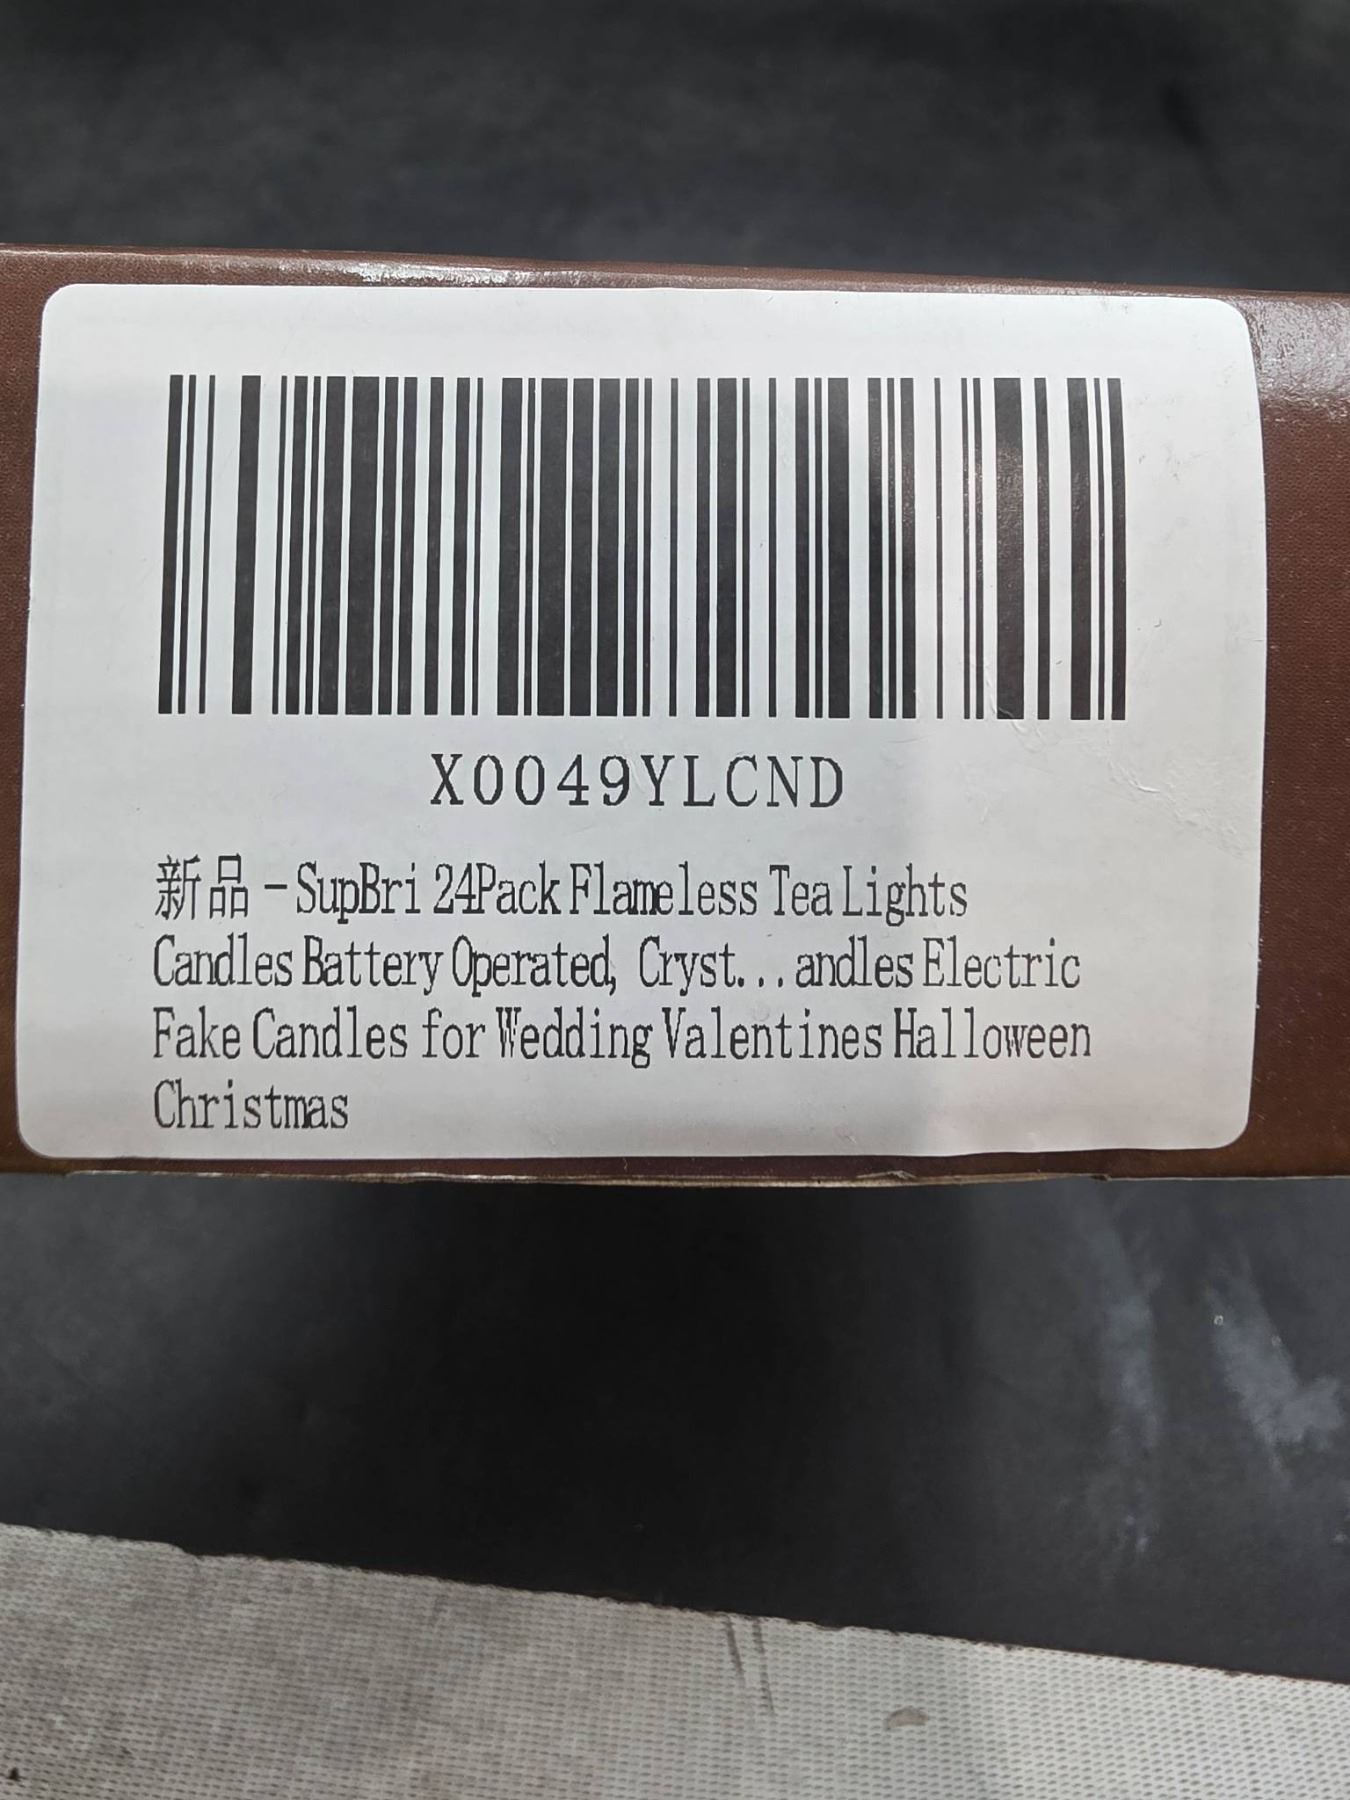 X0049YLCND
新品 - SupBri 24Pack Flameless Tea Lights
Candles Battery Operated, Cryst...andles Electric
Fake Candles for Wedding Valentines Halloween
Christmas